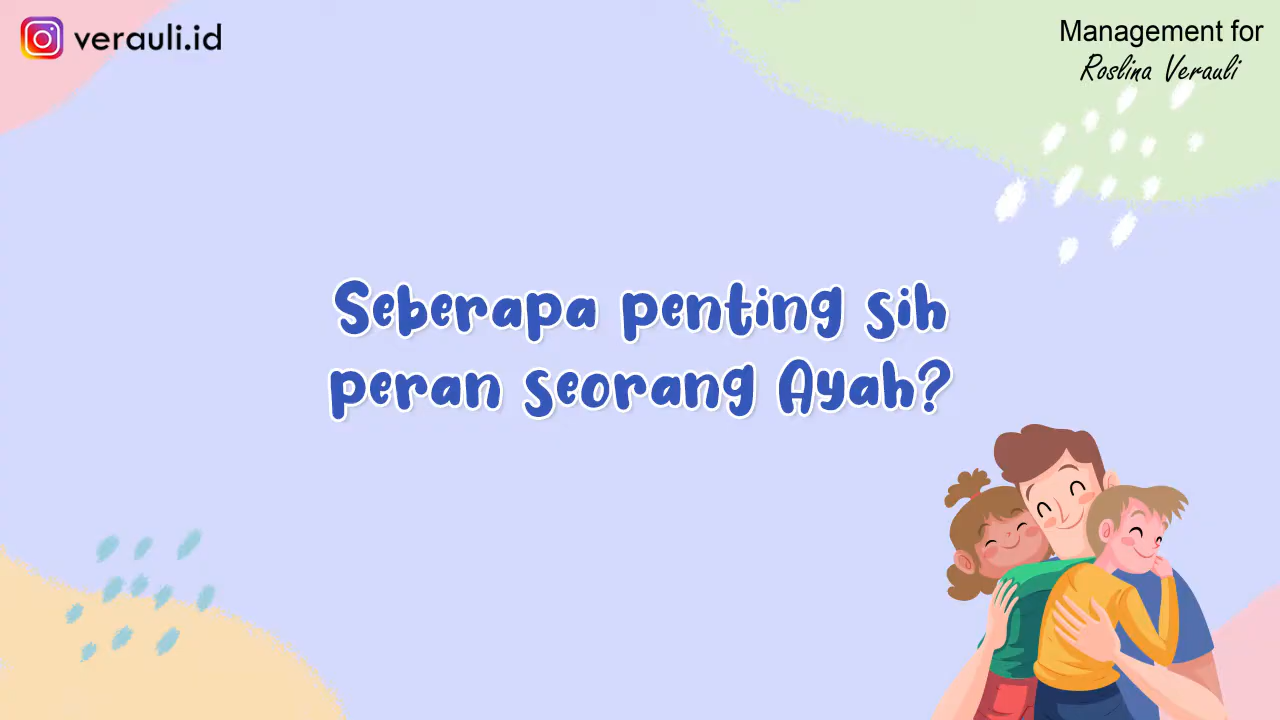 verauli.id
Management for
Roslina Verauli
Seberapa penting sih
peran seorang Ayah?